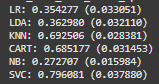 LR: 0.354277 (0.033051)
LDA: 0.362980 (0.032110)
KNN: 0.692506 (0.028381)
CART: 0.685177 (0.031453)
NB: 0.272707 (0.015984)
SVC: 0.796081 (0.037880)